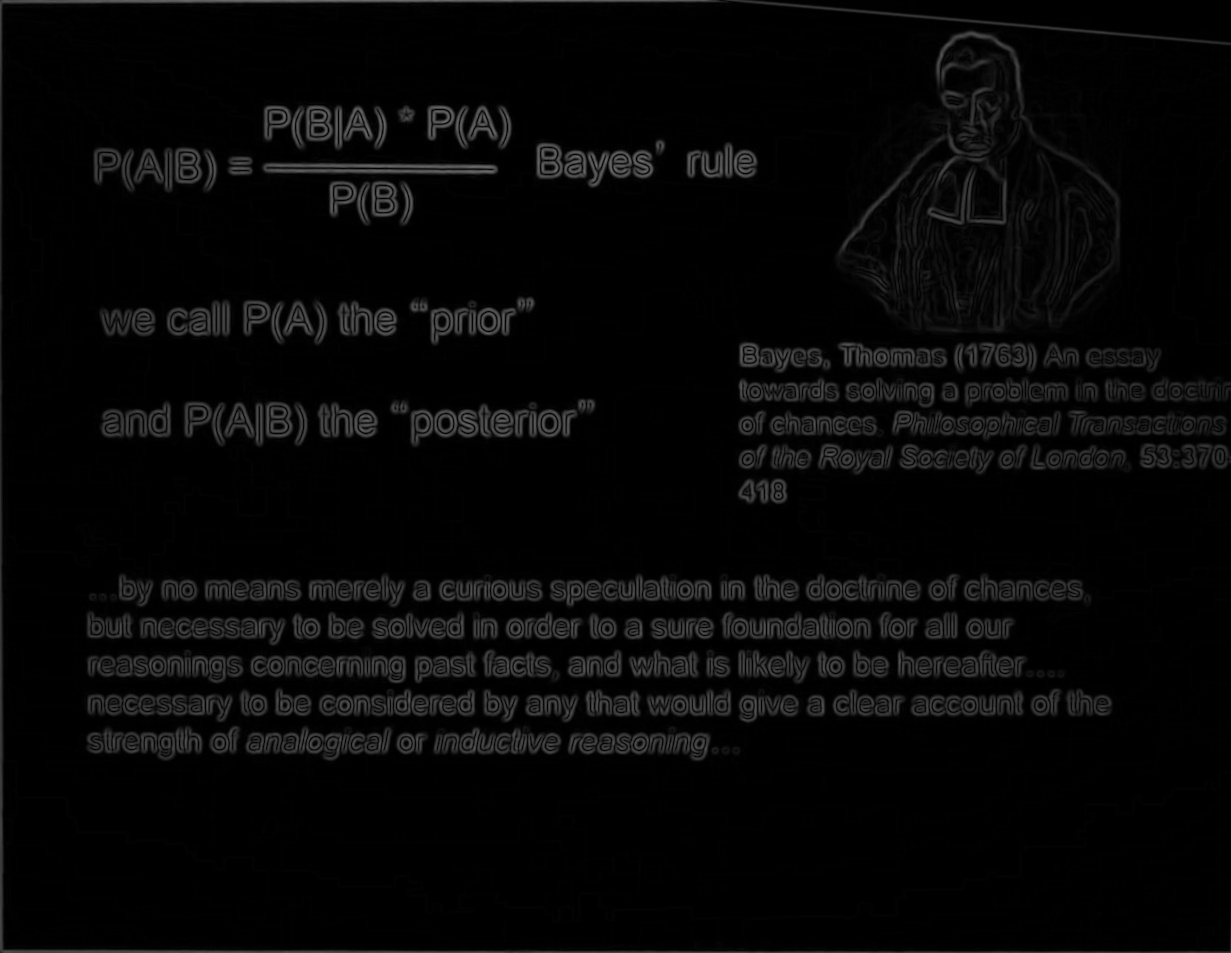 P(B|A) * P(A)
P(A|B) =
Bayes’ rule
P(B)
we call P(A) the “prior”
and P(A|B) the “posterior”
Bayes, Thomas (1763) An essay
towards solving a problem in the doctrin
of chances. Philosophical Transactions
of the Royal Society of London, 53:370-
418
…by no means merely a curious speculation in the doctrine of chances,
but necessary to be solved in order to a sure foundation for all our
reasonings concerning past facts, and what is likely to be hereafter….
necessary to be considered by any that would give a clear account of the
strength of analogical or inductive reasoning…